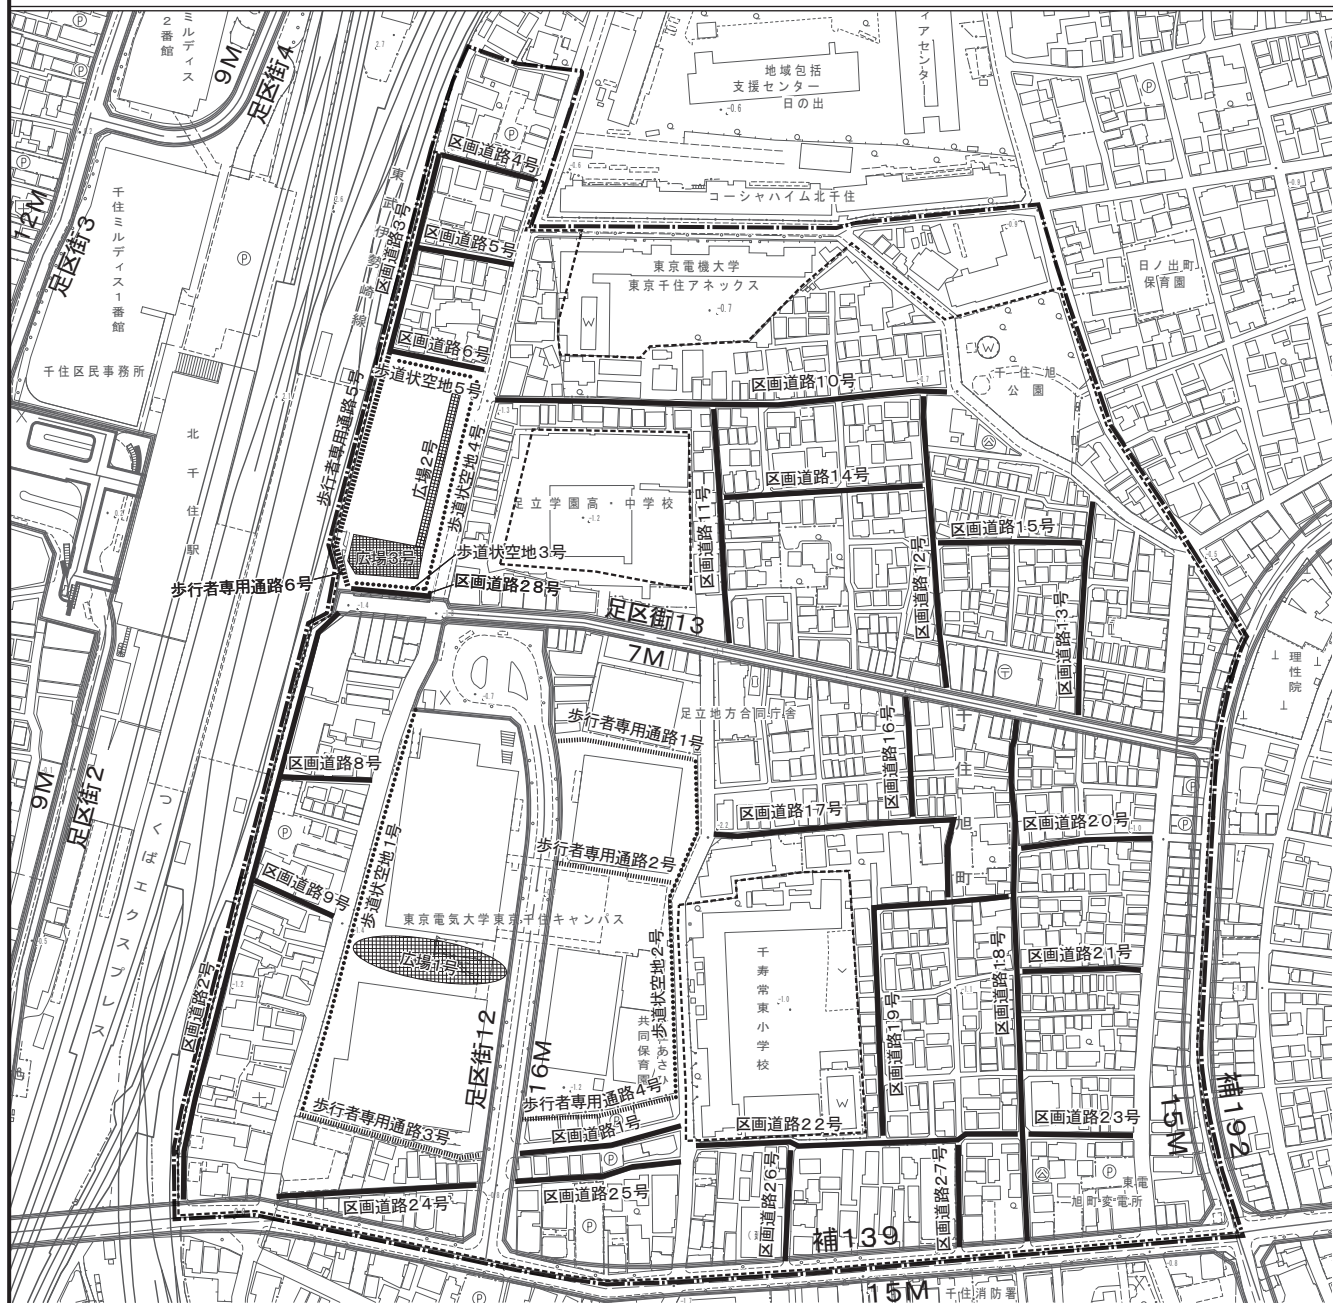 ミルディス
2番館
9M
足区街4
アセンター
地域包括
支援センター
日の出
区画道路4号
12M
足区街3
千住ミルディス1番館
東武伊勢崎線
区画道路3号
コーシャハイム北千住
区画道路5号
東京電機大学
東京千住アネックス
日ノ出町
保育園
千住区民事務所
区画道路6号
歩道状空地5号
区画道路10号
千住旭
公園
北千住駅
歩行者専用通路5号
広場2号
歩道状空地4号
区画道路14号
足立学園高・中学校
区画道路11号
区画道路15号
区画道路12号
広場3号
歩道状空地3号
歩行者専用通路6号
区画道路28号
足区街13
7M
区画道路13号
理性院
足立地方合同庁舎
歩行者専用通路1号
区画道路16号
千住旭町
区画道路8号
9M
足区街2
つくばエクスプレス
区画道路17号
区画道路20号
歩道状空地1号
歩行者専用通路2号
区画道路9号
東京電気大学東京千住キャンパス
広場1号
歩道状空地2号
千寿常東小学校
区画道路18号
区画道路21号
区画道路2号
区画道路19号
足区街12
16M
共同保育園
あさひ
歩行者専用通路4号
歩行者専用通路3号
区画道路1号
区画道路22号
区画道路23号
15M
補192
区画道路24号
区画道路25号
区画道路26号
区画道路27号
東電
旭町変電所
補139
15M
千住消防署